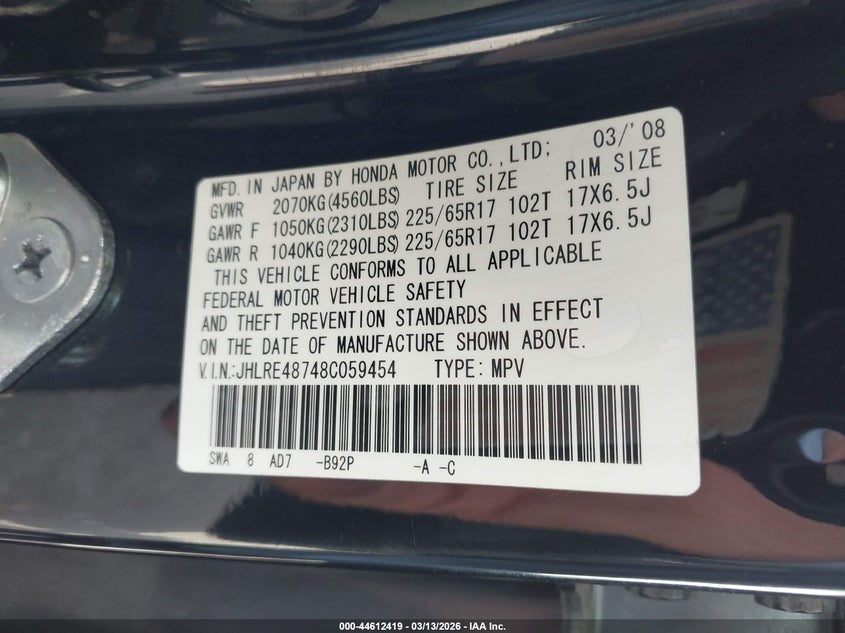 03/'08
MFD. IN JAPAN BY HONDA MOTOR CO.,LTD;
GVWR 2070KG(4560LBS) TIRE SIZE RIM SIZE
GAWR F 1050KG(2310LBS) 225/65R17 102T 17X6.5J
GAWR R 1040KG(2290LBS) 225/65R17 102T 17X6.5J
THIS VEHICLE CONFORMS TO ALL APPLICABLE
FEDERAL MOTOR VEHICLE SAFETY
AND THEFT PREVENTION STANDARDS IN EFFECT
ON THE DATE OF MANUFACTURE SHOWN ABOVE.
V.I.N.:JHLRE48748C059454 TYPE: MPV
SWA 8 AD7 -B92P -A -C
000-44612419 - 03/13/2026 - IAA Inc.